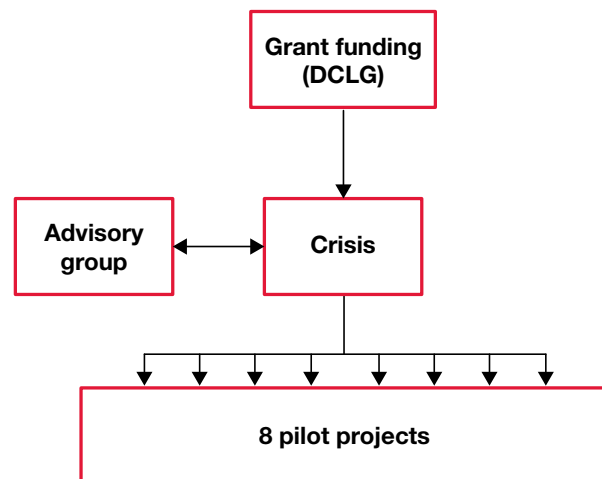 Grant funding
(DCLG)
Advisory
group
Crisis
8 pilot projects